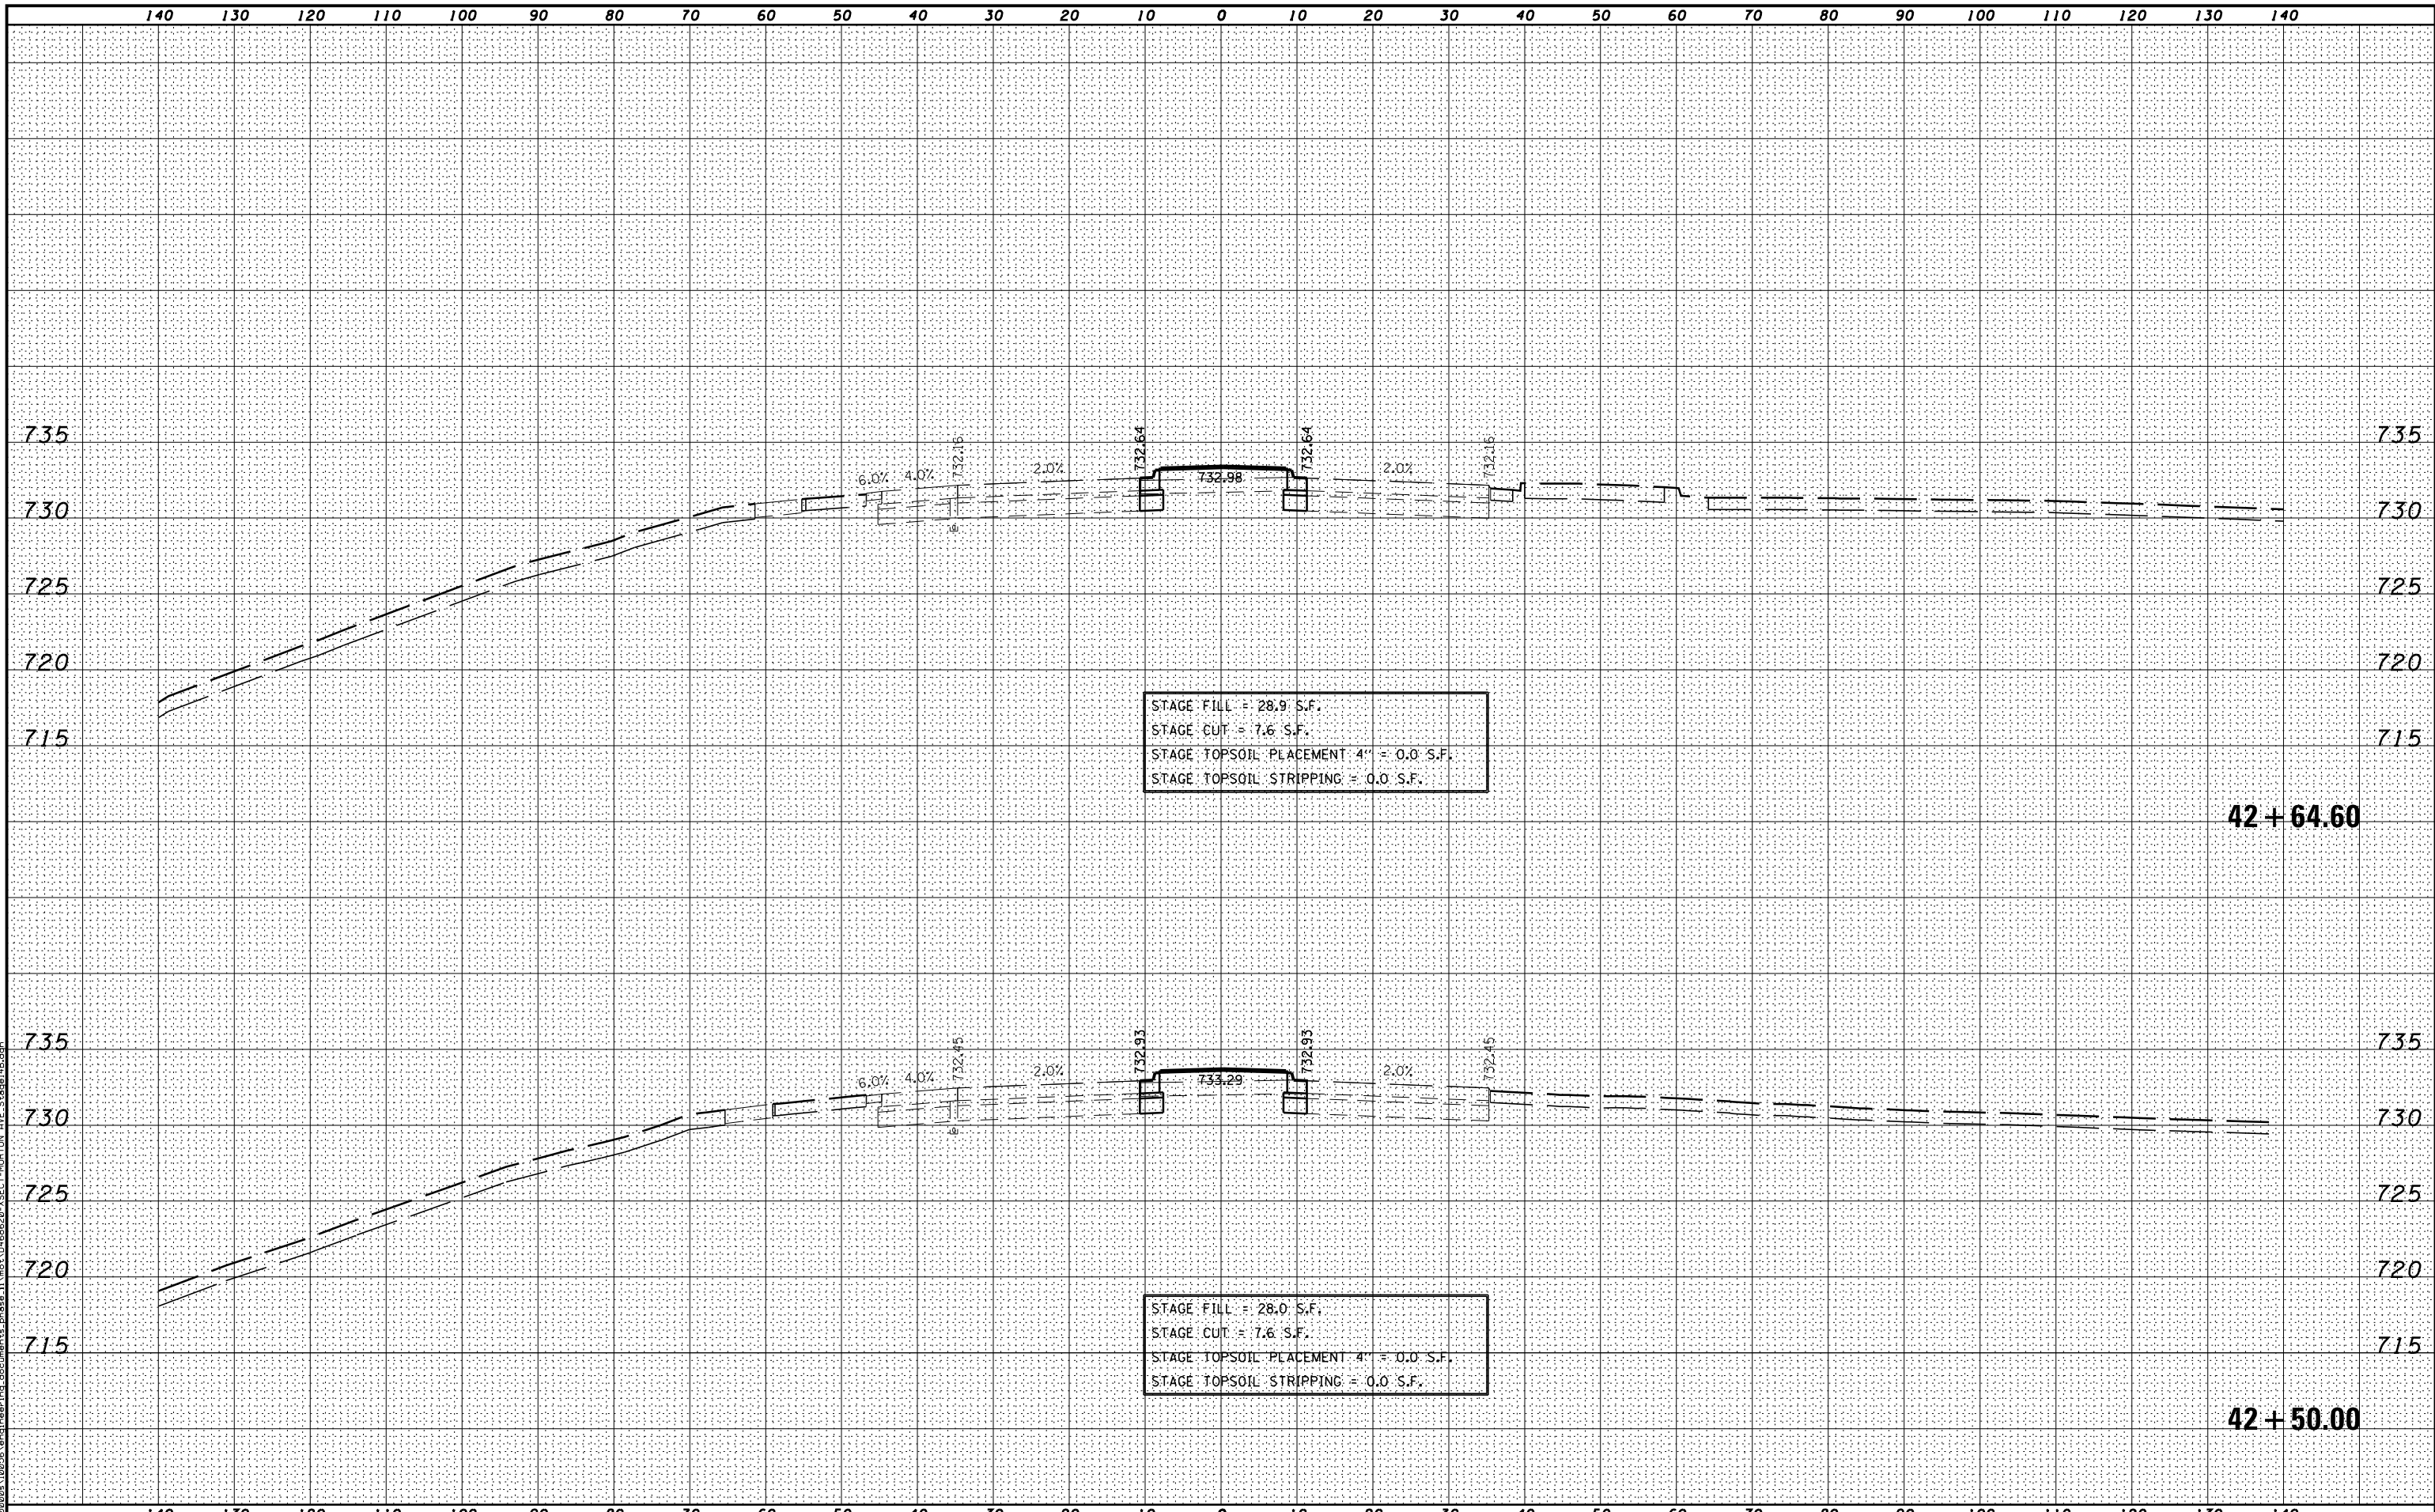 140 130 120 110 100 90 80 70 60 50 40 30 20 10 0 10 20 30 40 50 60 70 80 90 100 110 120 130 140
735 735
732.16 732.64 732.64 732.16
6.0% 4.0% 2.0% 2.0%
732.98
730 730
725 725
720 720
STAGE FILL = 28.9 S.F.
STAGE CUT = 7.6 S.F.
715 715
STAGE TOPSOIL PLACEMENT 4'' = 0.0 S.F.
STAGE TOPSOIL STRIPPING = 0.0 S.F.
42+64.60
735 735
732.45 732.93 732.93 732.45
6.0% 4.0% 2.0% 2.0%
733.29
730 730
725 725
720 720
STAGE FILL = 28.0 S.F.
STAGE CUT = 7.6 S.F.
715 715
STAGE TOPSOIL PLACEMENT 4'' = 0.0 S.F.
STAGE TOPSOIL STRIPPING = 0.0 S.F.
42+50.00